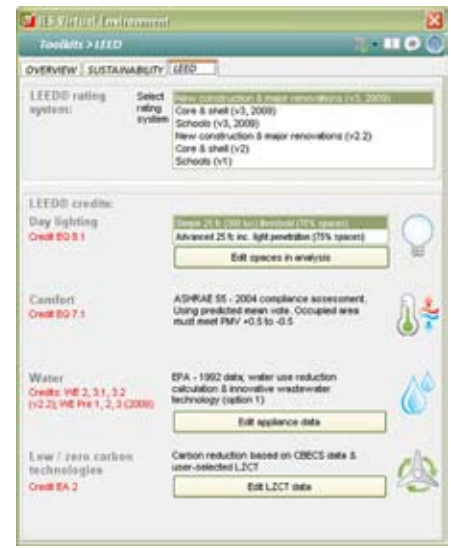 IES Virtual Environment
Toolkits > LEED
OVERVIEW SUSTAINABILITY LEED
LEED® rating system:
Select rating system
New construction & major renovations (v3, 2009)
Core & shell (v3, 2009)
Schools (v3, 2009)
New construction & major renovations (v2.2)
Core & shell (v2)
Schools (v1)
LEED® credits:
Day lighting
Credit EQ 8.1
Simple 25 fc (269 lux) threshold (75% spaces)
Advanced 25 fc inc. light penetration (75% spaces)
Edit spaces in analysis
Comfort
Credit EQ 7.1
ASHRAE 55 - 2004 compliance assessment.
Using predicted mean vote. Occupied area
must meet PMV +0.5 to -0.5
Water
Credits: WE 2, 3.1, 3.2
(v2.2); WE Pre 1, 2, 3 (2009)
EPA - 1992 data; water use reduction
calculation & innovative wastewater
technology (option 1)
Edit appliance data
Low / zero carbon
technologies
Credit EA 2
Carbon reduction based on CBECS data &
user-selected LZCT
Edit LZCT data